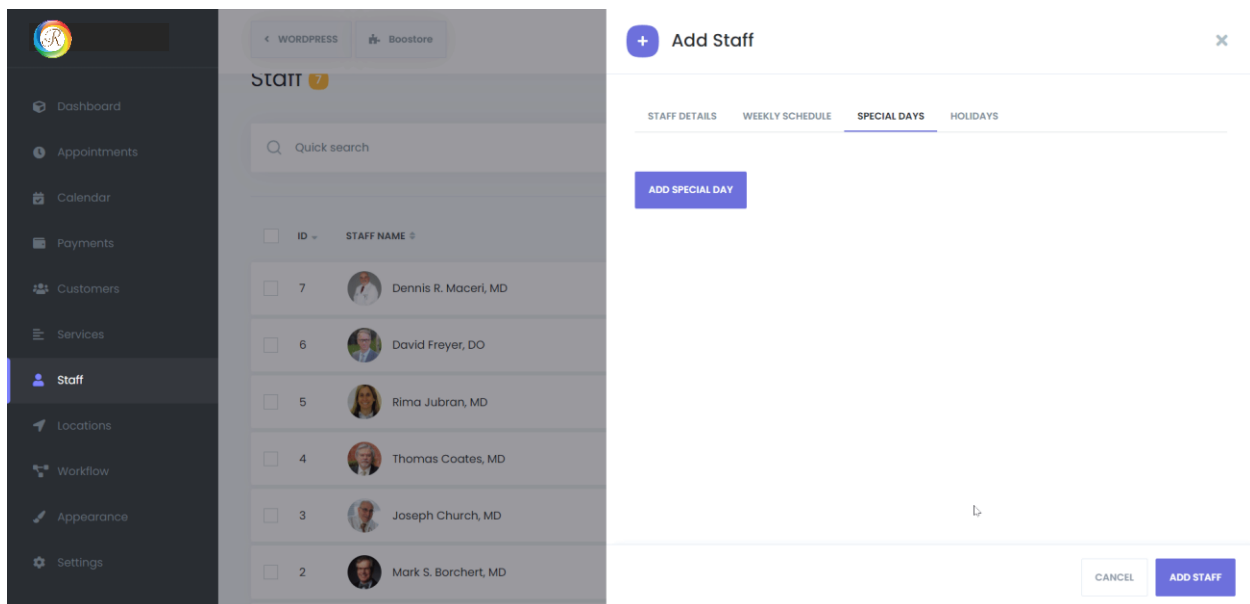 R
< WORDPRESS
Boostore
Staff 7
Quick search
ID
STAFF NAME
7 Dennis R. Maceri, MD
6 David Freyer, DO
5 Rima Jubran, MD
4 Thomas Coates, MD
3 Joseph Church, MD
2 Mark S. Borchert, MD
Dashboard
Appointments
Calendar
Payments
Customers
Services
Staff
Locations
Workflow
Appearance
Settings
+ Add Staff ×
STAFF DETAILS
WEEKLY SCHEDULE
SPECIAL DAYS
HOLIDAYS
ADD SPECIAL DAY
CANCEL
ADD STAFF